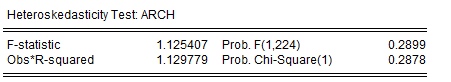 Heteroskedasticity Test: ARCH
F-statistic 1.125407 Prob. F(1,224) 0.2899
Obs*R-squared 1.129779 Prob. Chi-Square(1) 0.2878